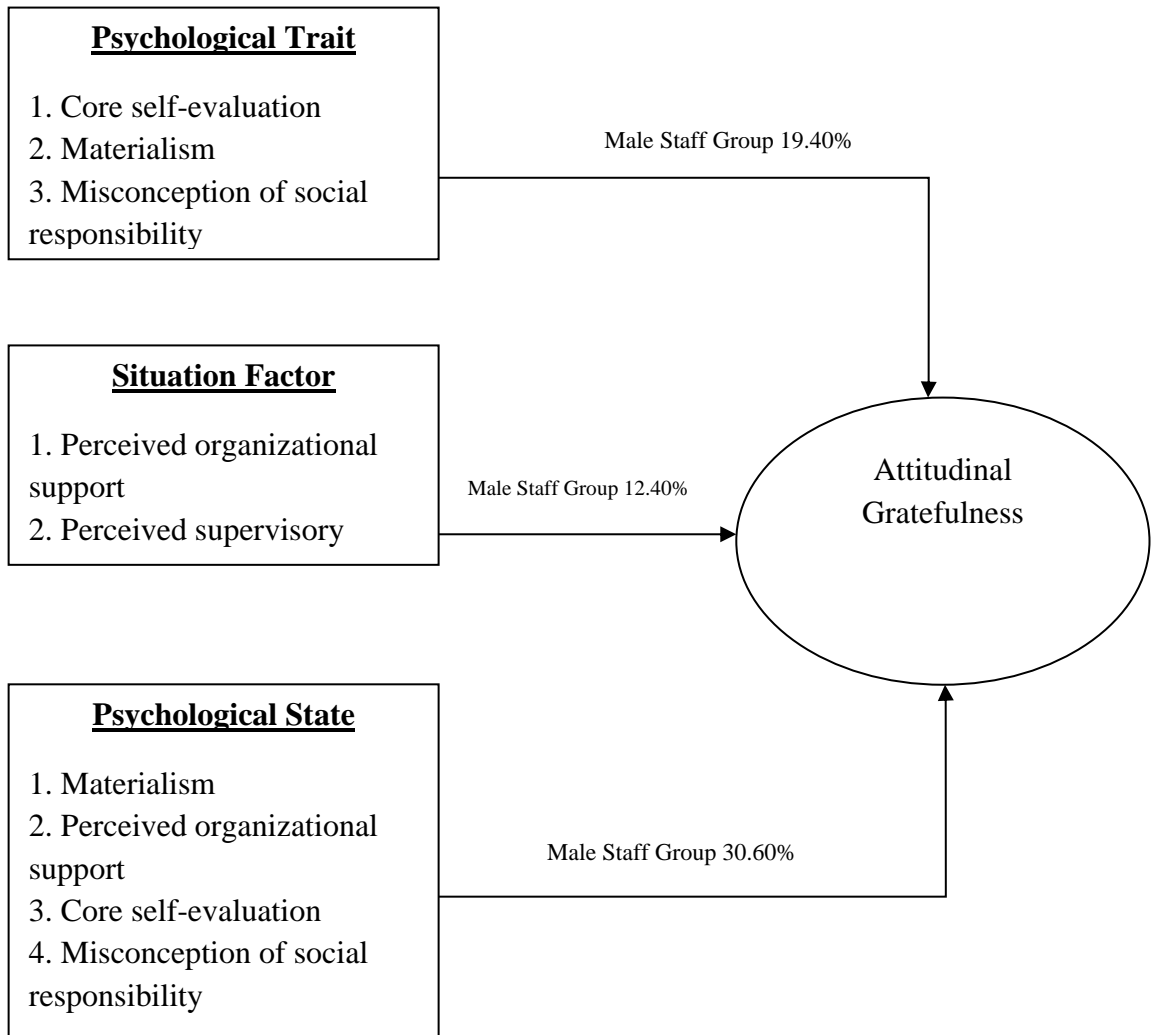 Psychological Trait
1. Core self-evaluation
2. Materialism
3. Misconception of social
responsibility
Male Staff Group 19.40%
Situation Factor
1. Perceived organizational
support
2. Perceived supervisory
Male Staff Group 12.40%
Attitudinal
Gratefulness
Psychological State
1. Materialism
2. Perceived organizational
support
3. Core self-evaluation
4. Misconception of social
responsibility
Male Staff Group 30.60%